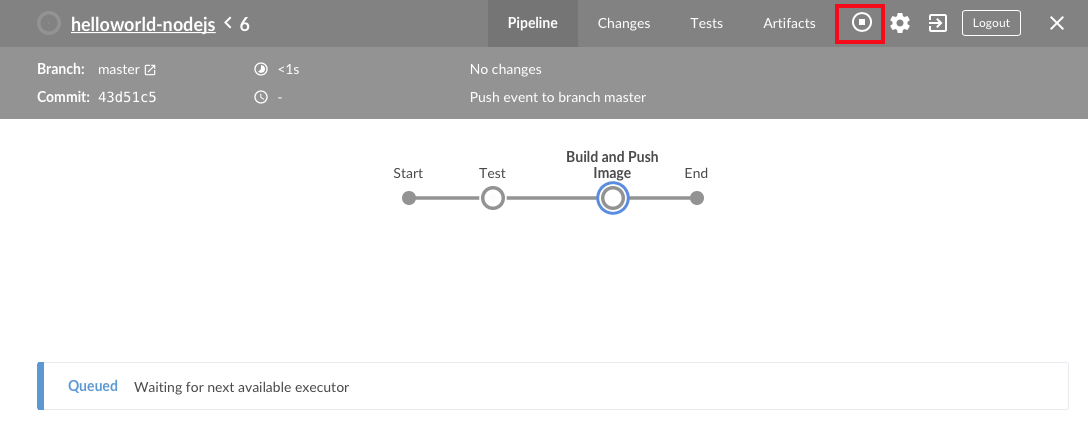 helloworld-nodejs < 6
Pipeline Changes Tests Artifacts Logout
Branch: master <1s No changes
Commit: 43d51c5 - Push event to branch master
Start Test Build and Push Image End
Queued Waiting for next available executor